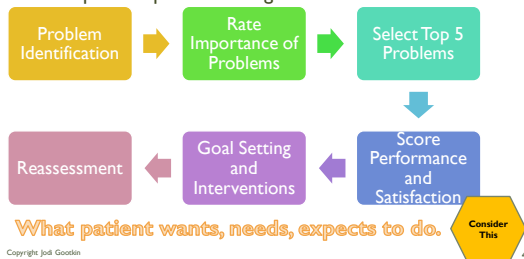 Problem
Identification
Rate
Importance of
Problems
Select Top 5
Problems
Score
Performance
and
Satisfaction
Goal Setting
and
Interventions
Reassessment
What patient wants, needs, expects to do.
Consider
This
Copyright Jodi Gootkin